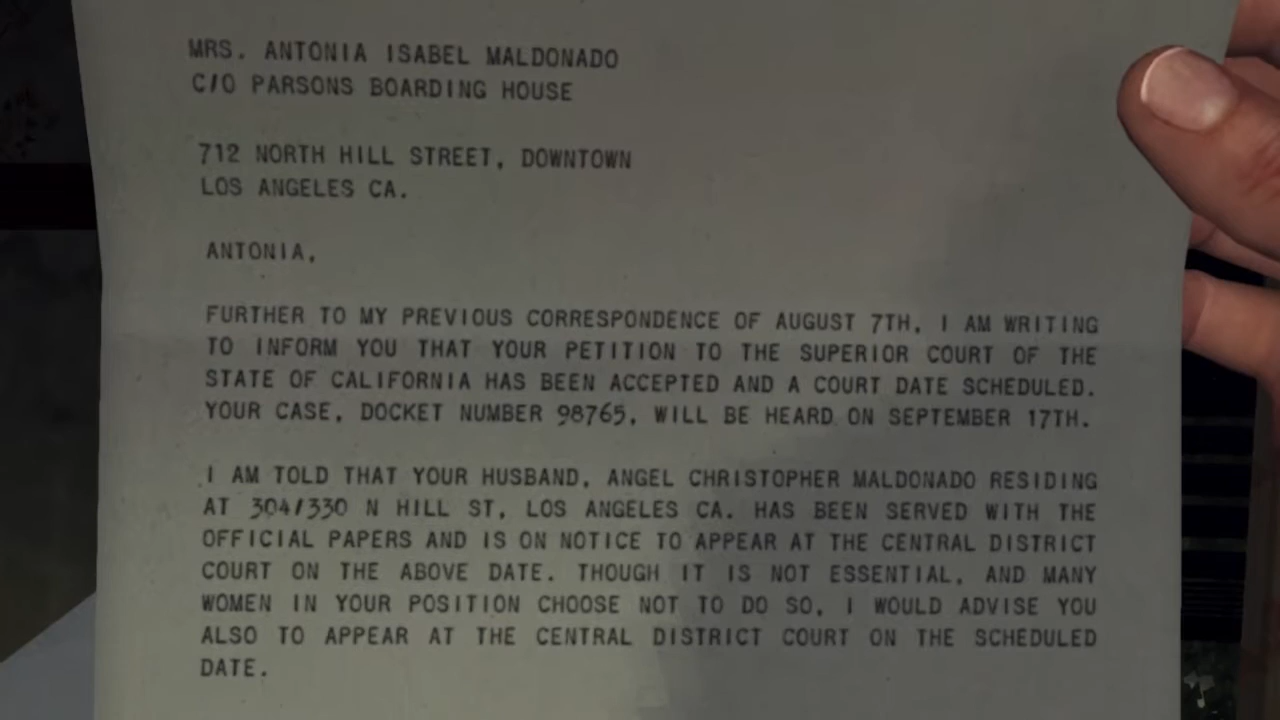 MRS. ANTONIA ISABEL MALDONADO
C/O PARSONS BOARDING HOUSE
712 NORTH HILL STREET, DOWNTOWN
LOS ANGELES CA.
ANTONIA,
FURTHER TO MY PREVIOUS CORRESPONDENCE OF AUGUST 7TH, I AM WRITING
TO INFORM YOU THAT YOUR PETITION TO THE SUPERIOR COURT OF THE
STATE OF CALIFORNIA HAS BEEN ACCEPTED AND A COURT DATE SCHEDULED.
YOUR CASE, DOCKET NUMBER 98765, WILL BE HEARD ON SEPTEMBER 17TH.
I AM TOLD THAT YOUR HUSBAND, ANGEL CHRISTOPHER MALDONADO RESIDING
AT 304/330 N HILL ST, LOS ANGELES CA. HAS BEEN SERVED WITH THE
OFFICIAL PAPERS AND IS ON NOTICE TO APPEAR AT THE CENTRAL DISTRICT
COURT ON THE ABOVE DATE. THOUGH IT IS NOT ESSENTIAL, AND MANY
WOMEN IN YOUR POSITION CHOOSE NOT TO DO SO, I WOULD ADVISE YOU
ALSO TO APPEAR AT THE CENTRAL DISTRICT COURT ON THE SCHEDULED
DATE.